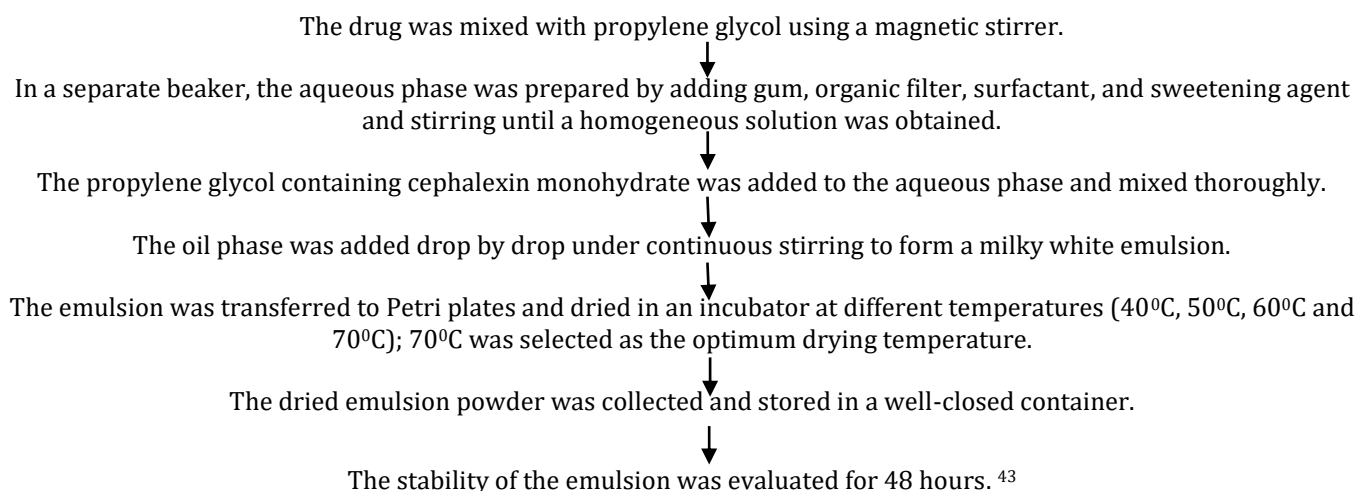 The drug was mixed with propylene glycol using a magnetic stirrer.
In a separate beaker, the aqueous phase was prepared by adding gum, organic filter, surfactant, and sweetening agent
and stirring until a homogeneous solution was obtained.
The propylene glycol containing cephalexin monohydrate was added to the aqueous phase and mixed thoroughly.
The oil phase was added drop by drop under continuous stirring to form a milky white emulsion.
The emulsion was transferred to Petri plates and dried in an incubator at different temperatures (40⁰C, 50⁰C, 60⁰C and
70⁰C); 70⁰C was selected as the optimum drying temperature.
The dried emulsion powder was collected and stored in a well-closed container.
The stability of the emulsion was evaluated for 48 hours. ⁴³